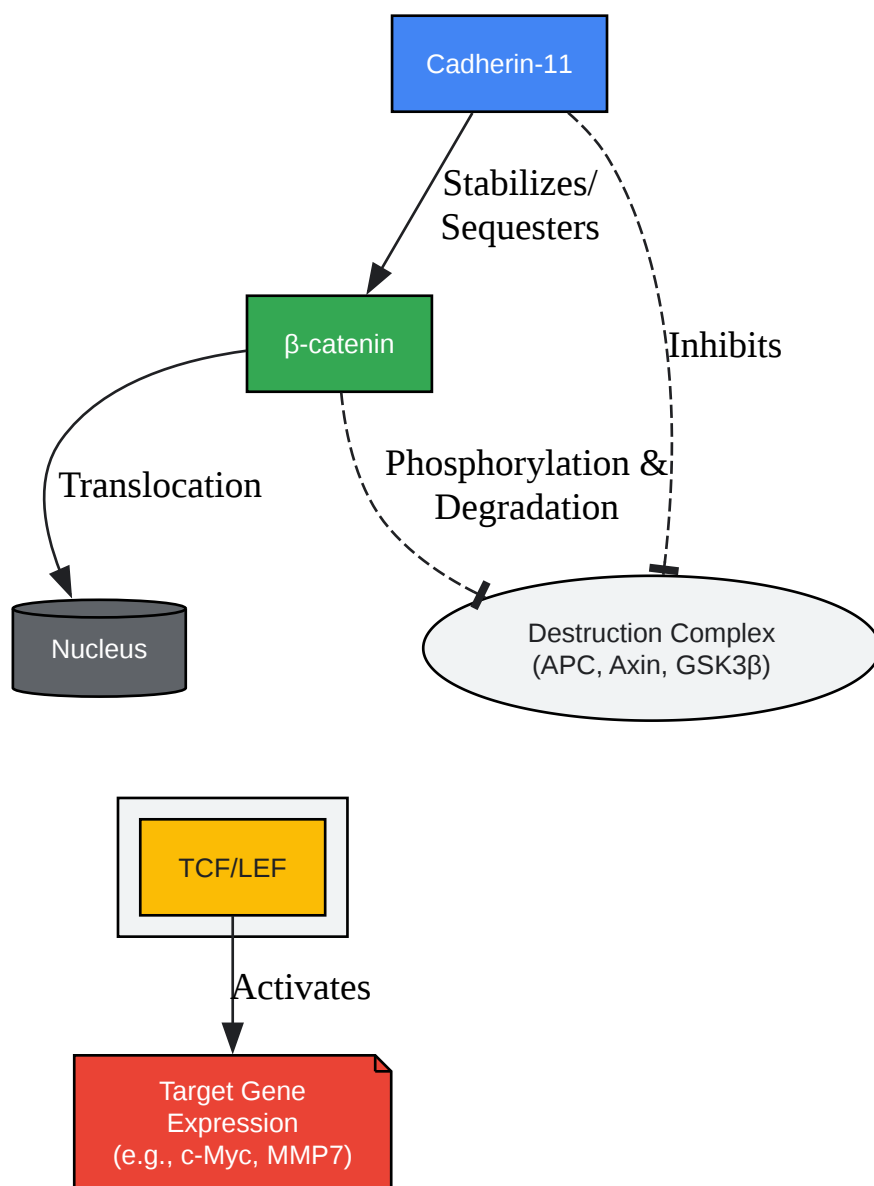 Cadherin-11
Stabilizes/
Sequesters
β-catenin
Inhibits
Phosphorylation &
Degradation
Translocation
Nucleus
Destruction Complex
(APC, Axin, GSK3β)
TCF/LEF
Activates
Target Gene
Expression
(e.g., c-Myc, MMP7)